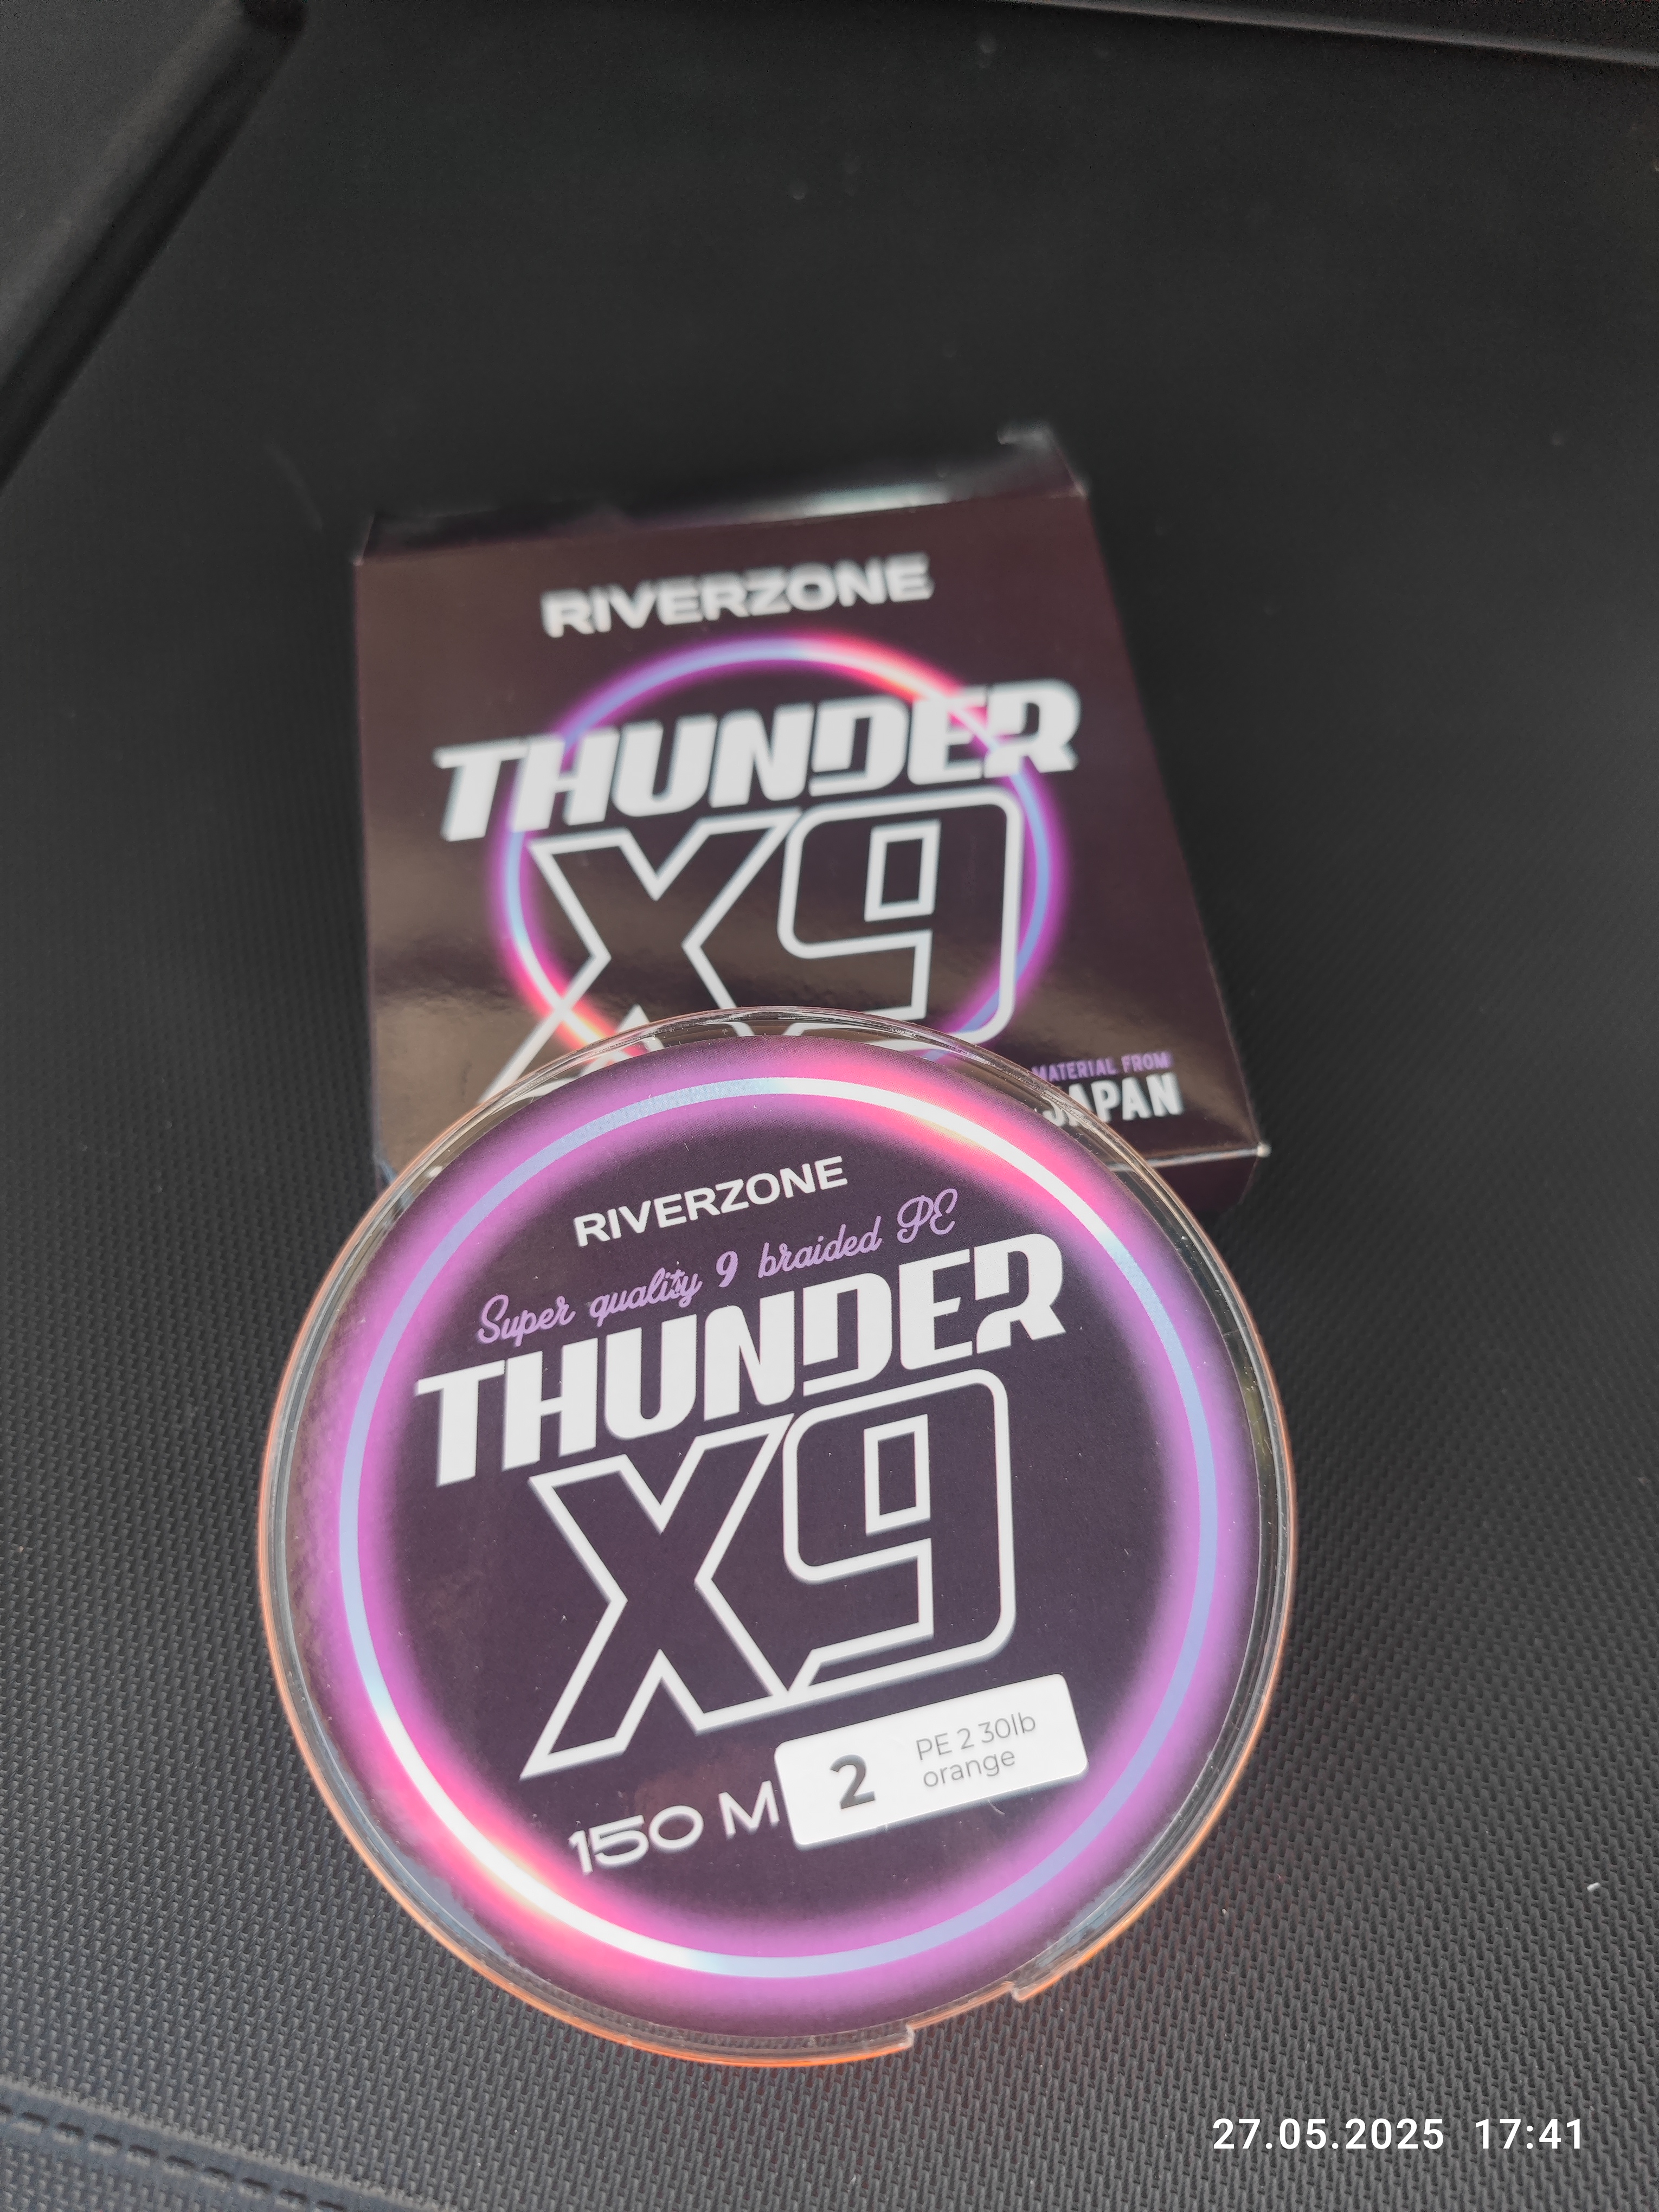 RIVERZONE
THUNDER
X9
MATERIAL FROM
JAPAN
RIVERZONE
Super quality 9 braided PE
THUNDER
X9
150 M
2
PE 2 30lb
orange
27.05.2025 17:41